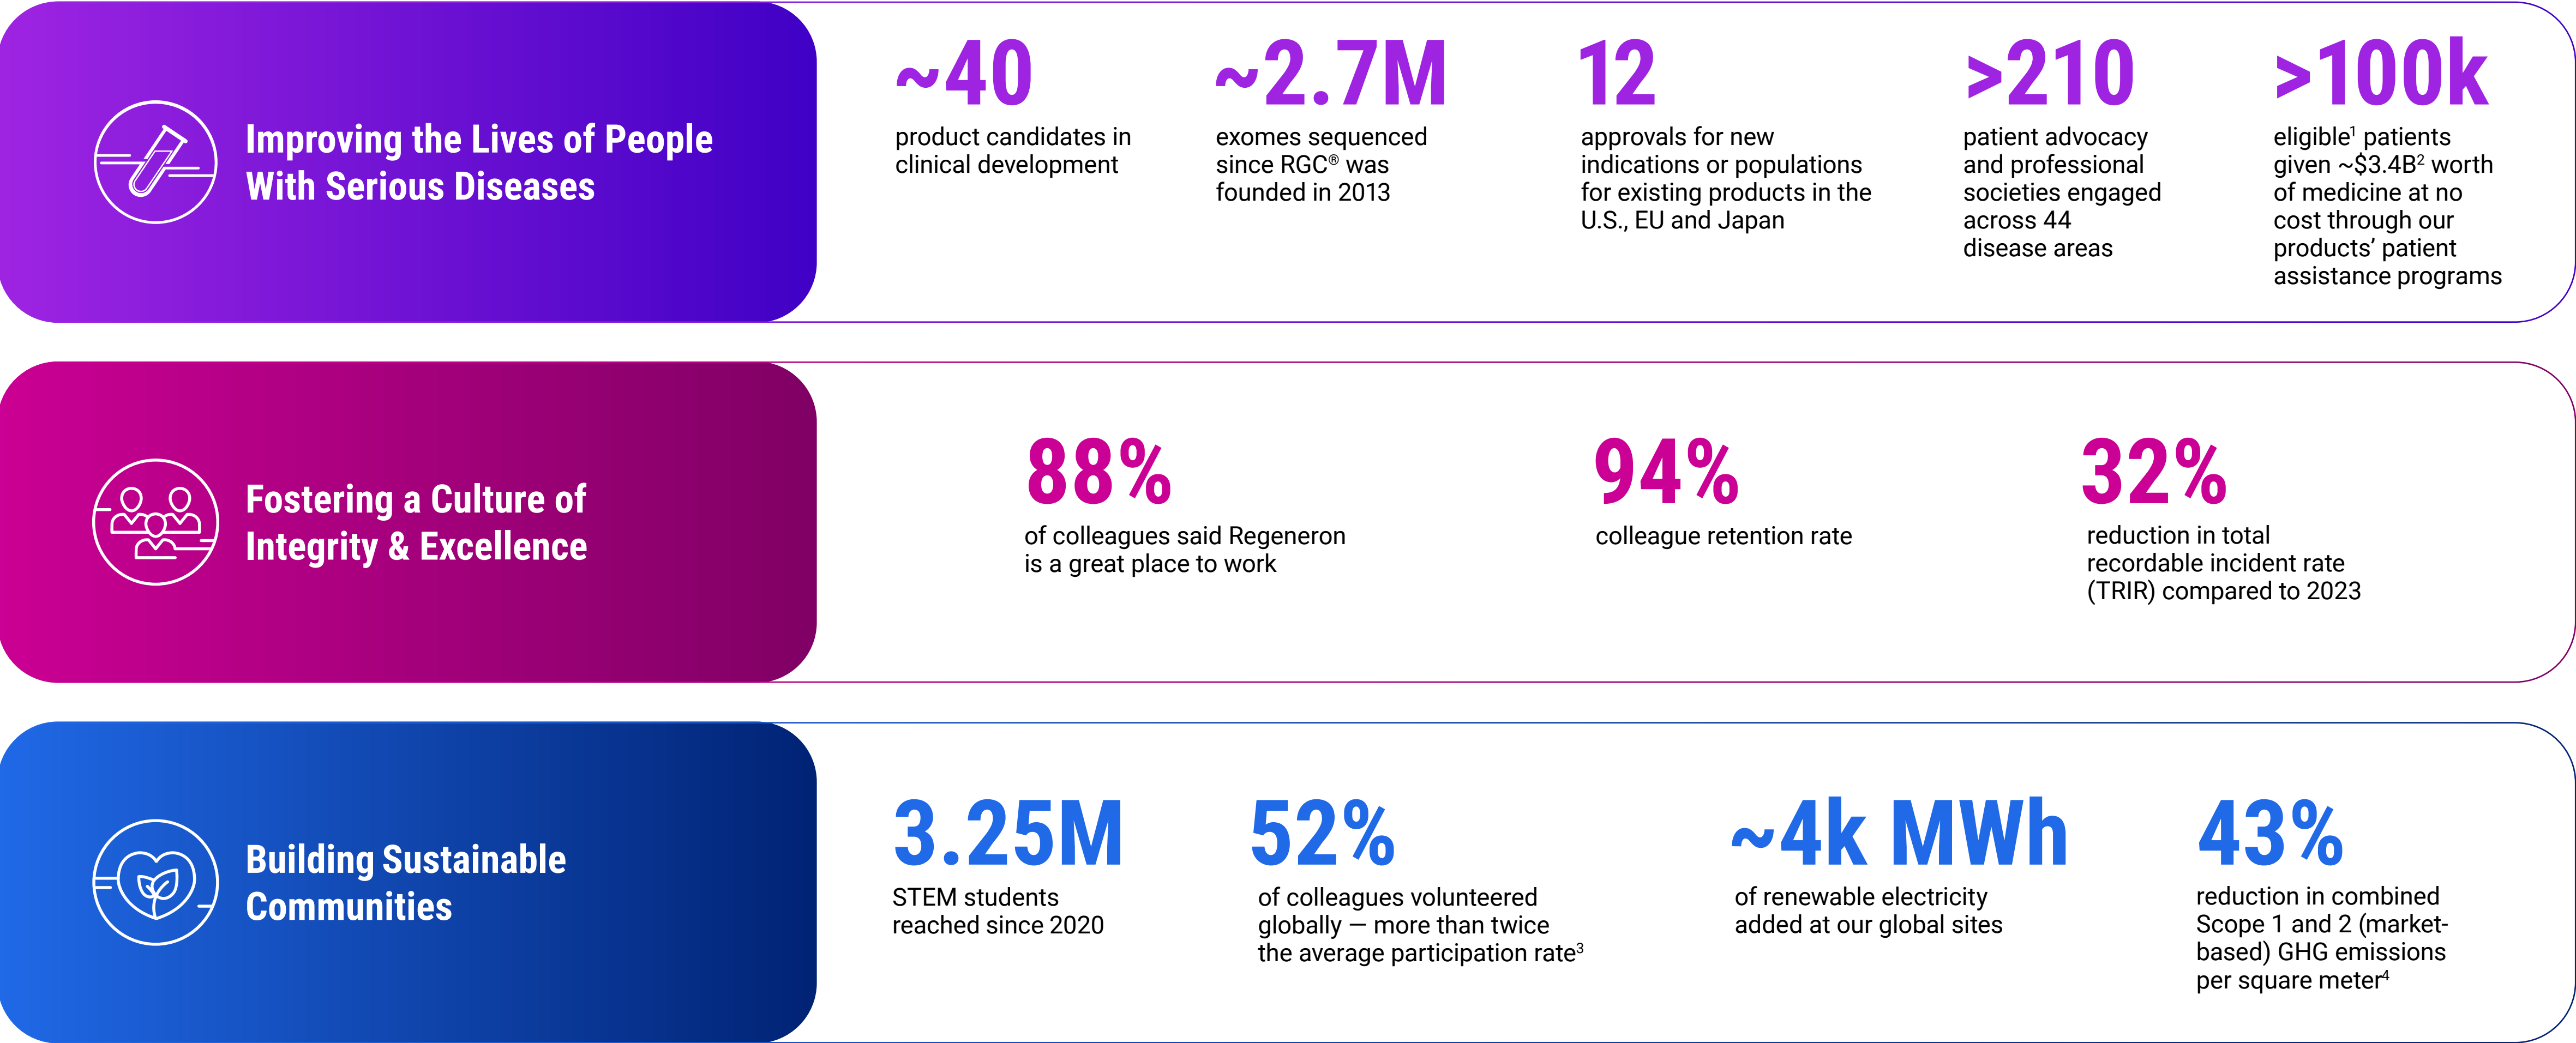 Improving the Lives of People
With Serious Diseases
~40
product candidates in
clinical development
~2.7M
exomes sequenced
since RGC® was
founded in 2013
12
approvals for new
indications or populations
for existing products in the
U.S., EU and Japan
>210
patient advocacy
and professional
societies engaged
across 44
disease areas
>100k
eligible¹ patients
given ~$3.4B² worth
of medicine at no
cost through our
products’ patient
assistance programs
Fostering a Culture of
Integrity & Excellence
88%
of colleagues said Regeneron
is a great place to work
94%
colleague retention rate
32%
reduction in total
recordable incident rate
(TRIR) compared to 2023
Building Sustainable
Communities
3.25M
STEM students
reached since 2020
52%
of colleagues volunteered
globally — more than twice
the average participation rate³
~4k MWh
of renewable electricity
added at our global sites
43%
reduction in combined
Scope 1 and 2 (market-
based) GHG emissions
per square meter⁴